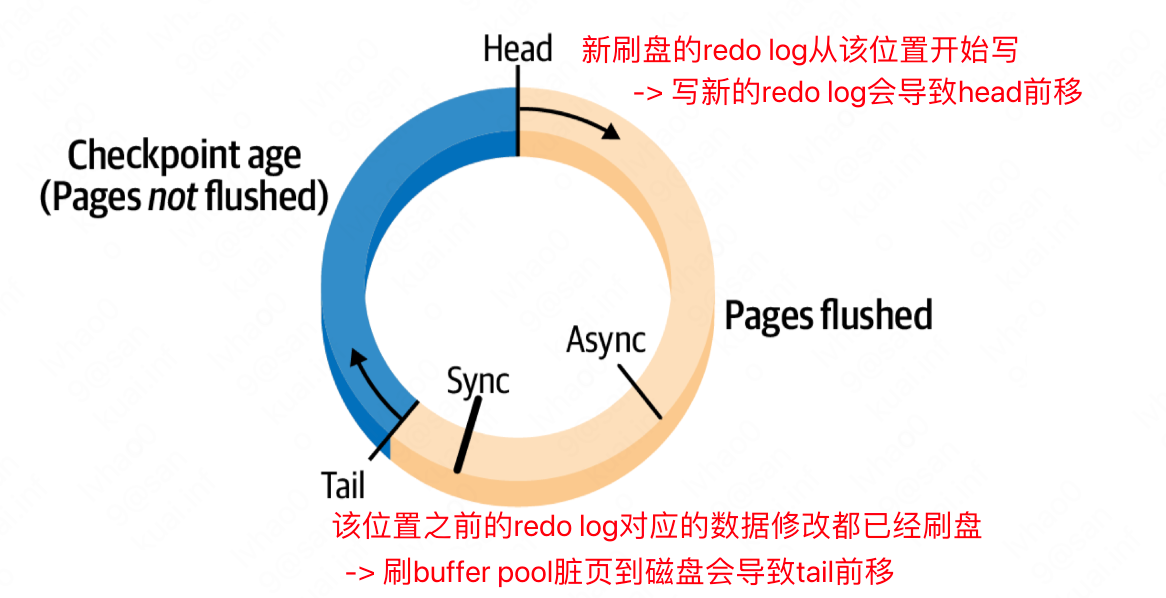 Head
新刷盘的redo log从该位置开始写
-> 写新的redo log会导致head前移
Checkpoint age
(Pages not flushed)
Pages flushed
Async
Sync
Tail
该位置之前的redo log对应的数据修改都已经刷盘
-> 刷buffer pool脏页到磁盘会导致tail前移